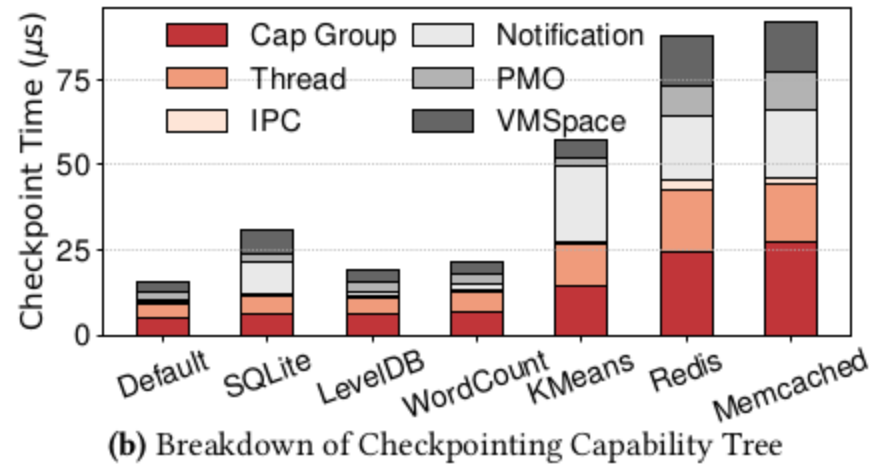 Checkpoint Time (μs)
75
50
25
0
Cap Group
Thread
IPC
Notification
PMO
VMSpace
Default
SQLite
LevelDB
WordCount
KMeans
Redis
Memcached
(b) Breakdown of Checkpointing Capability Tree